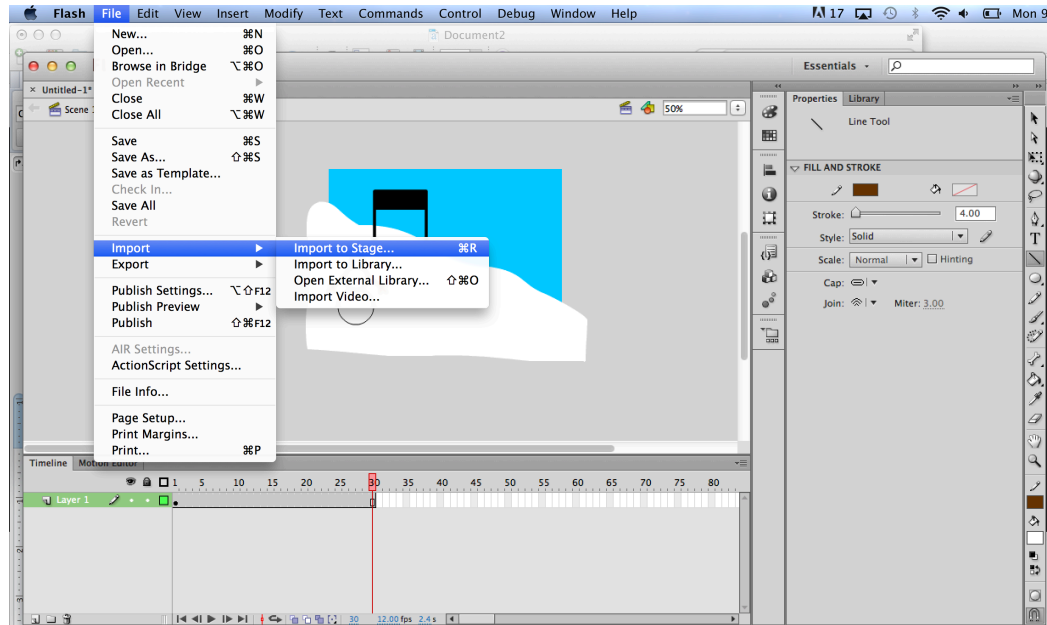 Flash File Edit View Insert Modify Text Commands Control Debug Window Help 17 Mon 9
Document2
New... ⌘N
Open... ⌘O
Browse in Bridge ⌥⌘O
Open Recent ▶
Close ⌘W
Close All ⌥⌘W
Save ⌘S
Save As... ⇧⌘S
Save as Template...
Check In...
Save All
Revert
Import ▶
Export ▶
Publish Settings... ⌥⇧F12
Publish Preview ▶
Publish ⇧⌘F12
AIR Settings...
ActionScript Settings...
File Info...
Page Setup...
Print Margins...
Print... ⌘P
Import to Stage... ⌘R
Import to Library...
Open External Library... ⇧⌘O
Import Video...
Essentials
Untitled-1*
Scene
50%
Properties Library
Line Tool
FILL AND STROKE
Stroke: 4.00
Style: Solid
Scale: Normal Hinting
Cap:
Join: Miter: 3.00
Timeline Motion Editor
1 5 10 15 20 25 30 35 40 45 50 55 60 65 70 75 80
Layer 1
30 12.00 fps 2.4 s